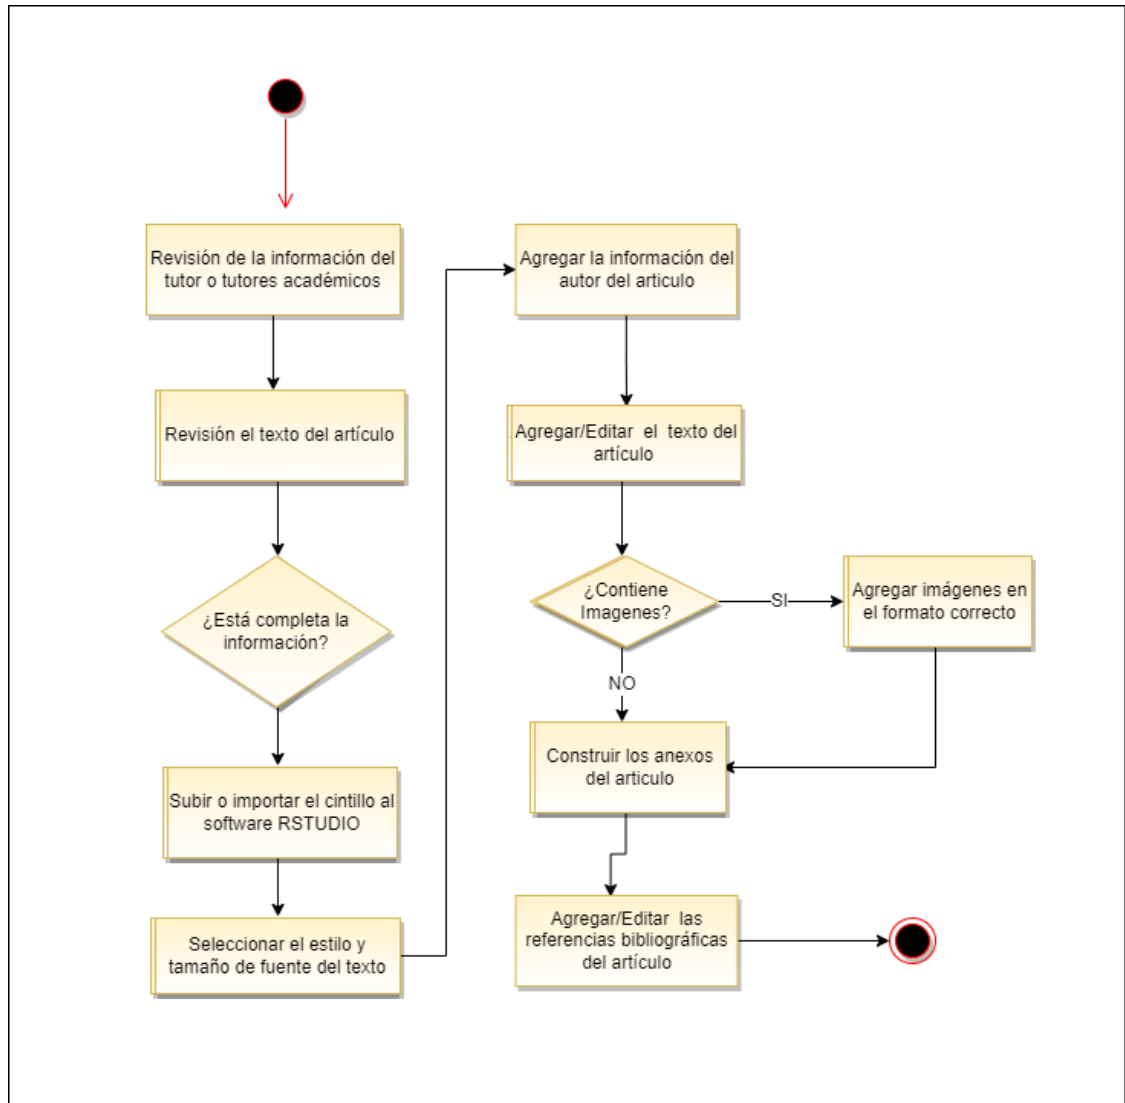 Revisión de la información del
tutor o tutores académicos
Revisión el texto del artículo
¿Está completa la
información?
Subir o importar el cintillo al
software RSTUDIO
Seleccionar el estilo y
tamaño de fuente del texto
Agregar la información del
autor del articulo
Agregar/Editar el texto del
artículo
¿Contiene
Imagenes?
SI
Agregar imágenes en
el formato correcto
NO
Construir los anexos
del articulo
Agregar/Editar las
referencias bibliográficas
del artículo